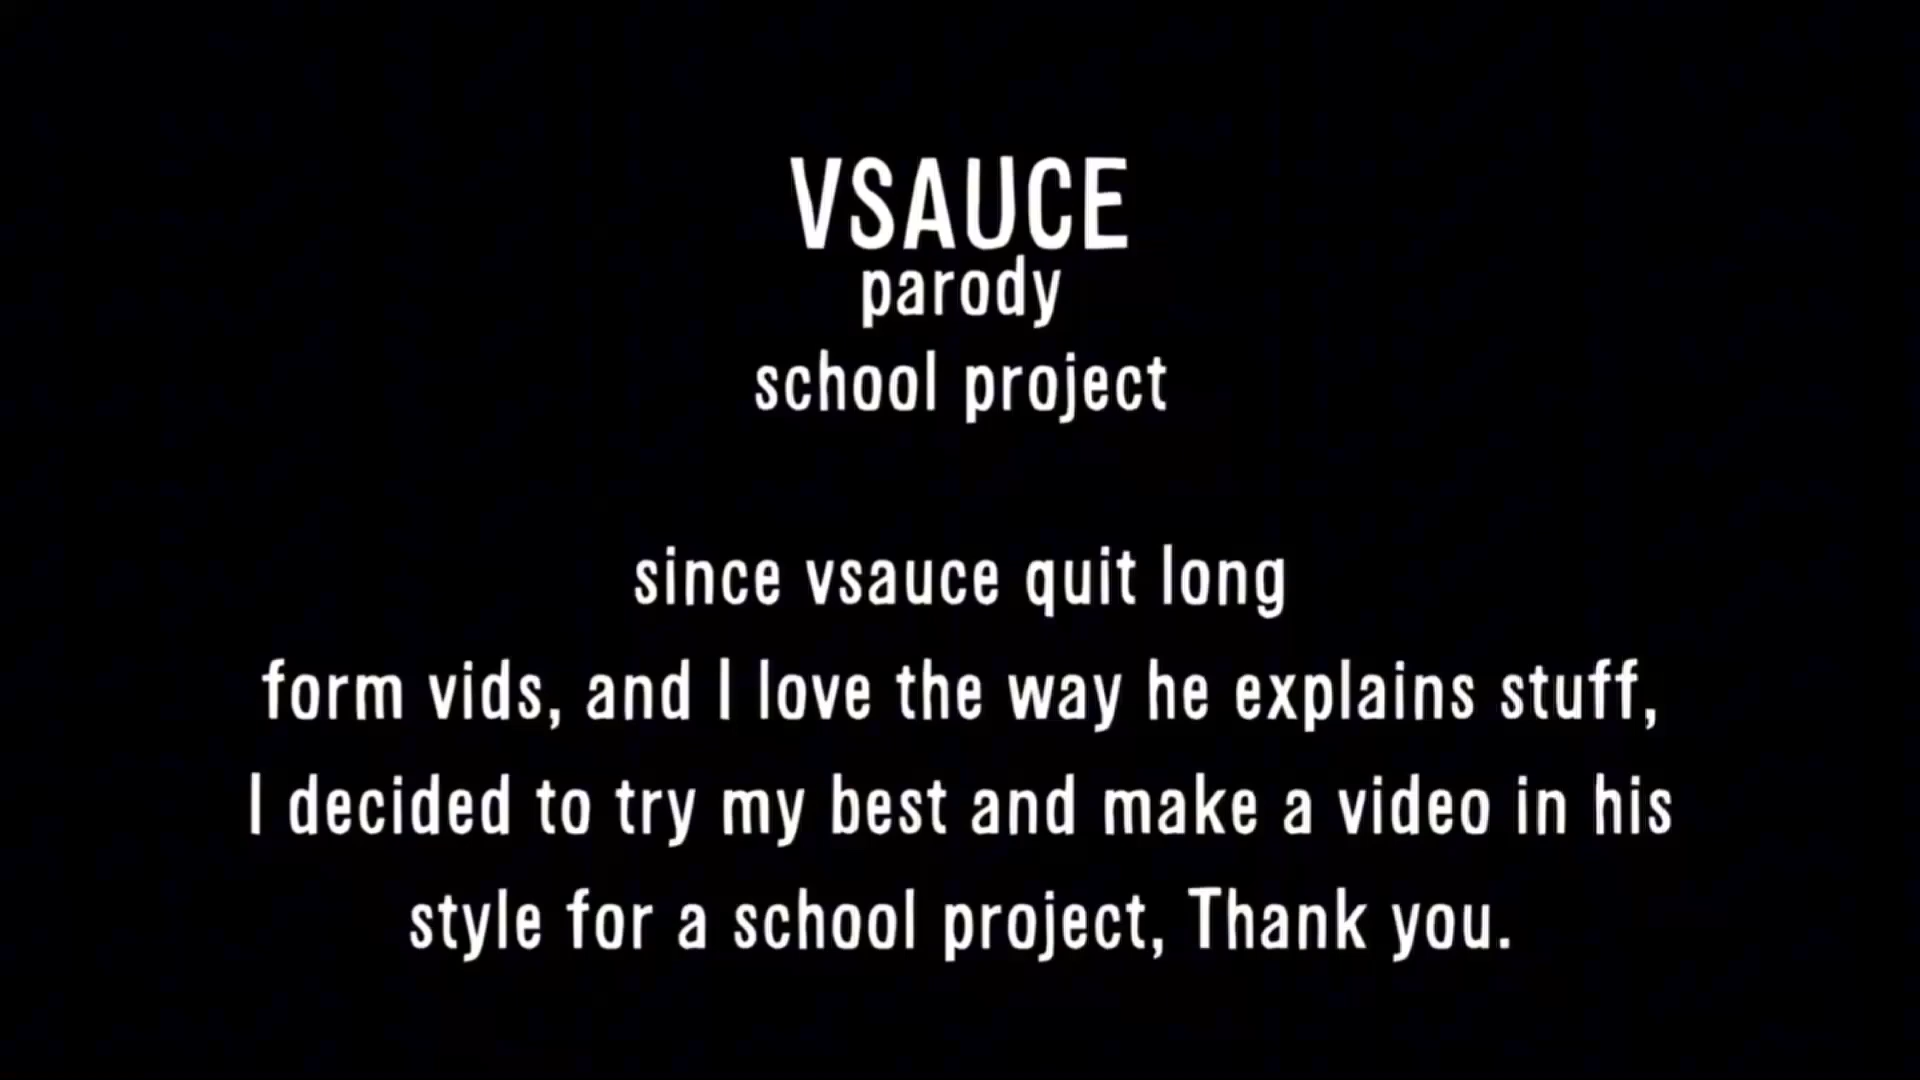 VSAUCE
parody
school project
since vsauce quit long
form vids, and I love the way he explains stuff,
I decided to try my best and make a video in his
style for a school project, Thank you.